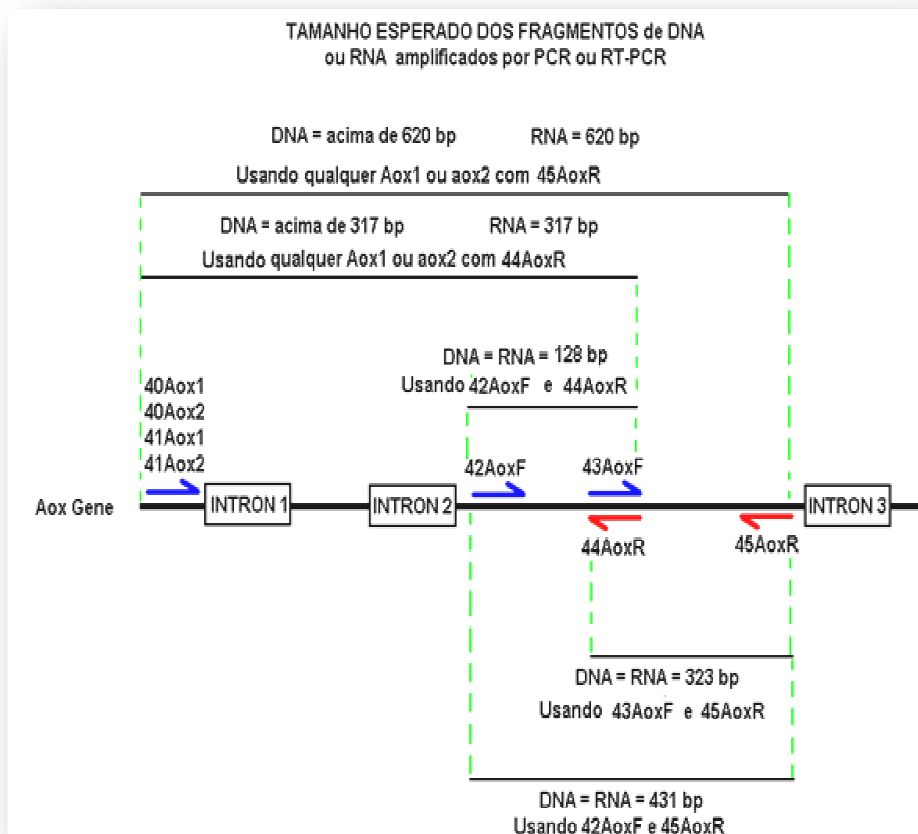 TAMANHO ESPERADO DOS FRAGMENTOS de DNA
ou RNA amplificados por PCR ou RT-PCR
DNA = acima de 620 bp RNA = 620 bp
Usando qualquer Aox1 ou aox2 com 45AoxR
DNA = acima de 317 bp RNA = 317 bp
Usando qualquer Aox1 ou aox2 com 44AoxR
DNA = RNA = 128 bp
Usando 42AoxF e 44AoxR
40Aox1
40Aox2
41Aox1
41Aox2
42AoxF 43AoxF
Aox Gene INTRON 1 INTRON 2 INTRON 3
44AoxR 45AoxR
DNA = RNA = 323 bp
Usando 43AoxF e 45AoxR
DNA = RNA = 431 bp
Usando 42AoxF e 45AoxR